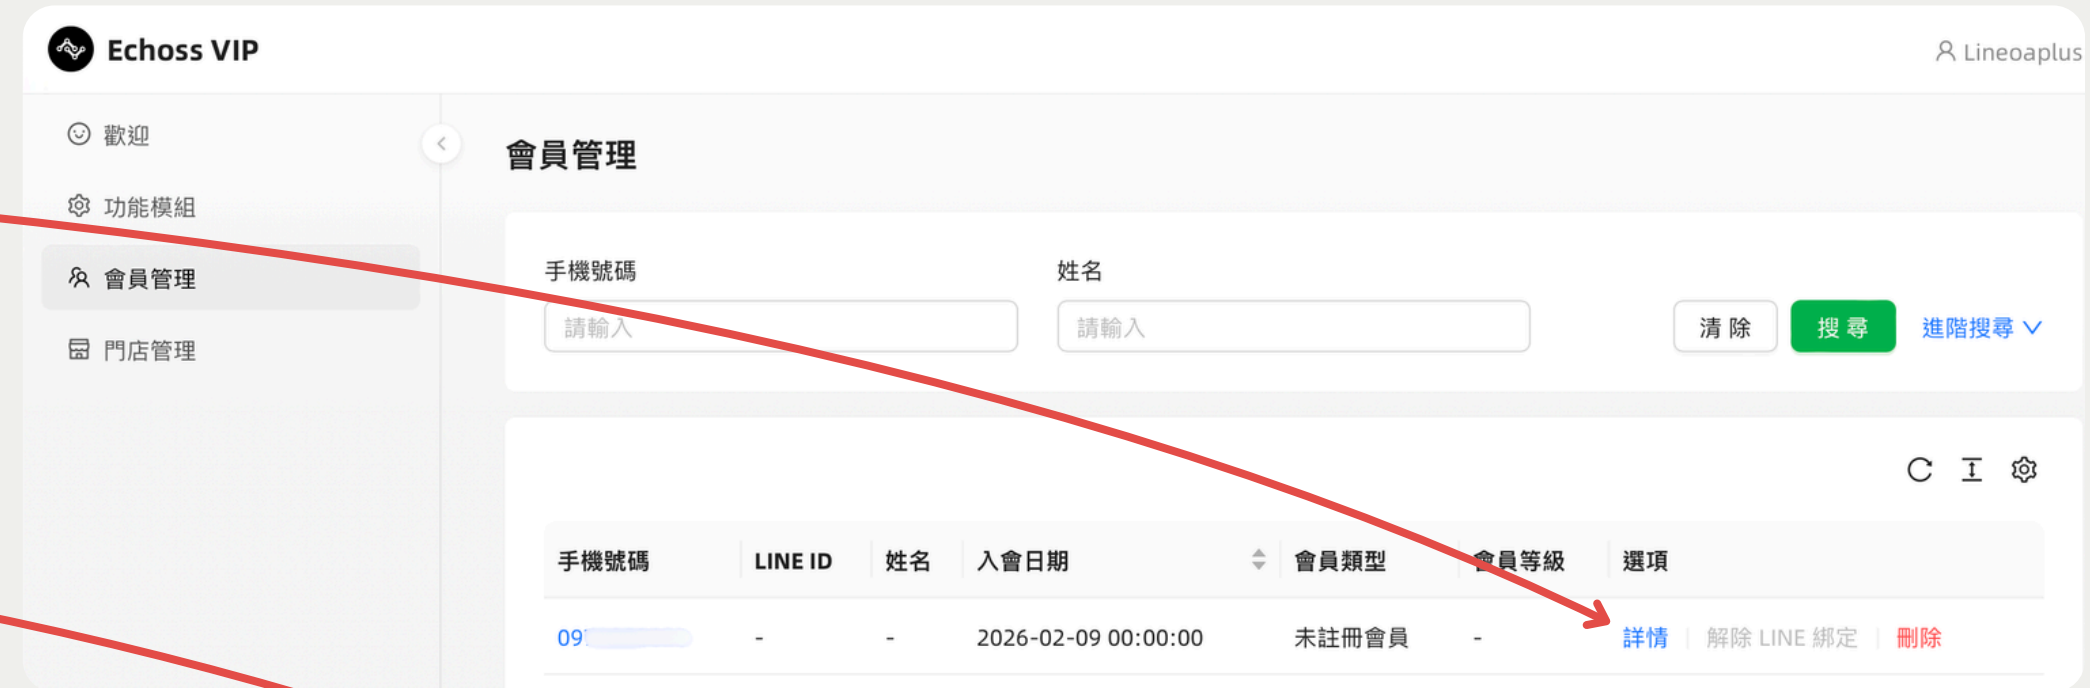 Echoss VIP
Lineoaplus
歡迎
功能模組
會員管理
門店管理
會員管理
手機號碼
姓名
請輸入
請輸入
清 除
搜 尋
進階搜尋
手機號碼 LINE ID 姓名 入會日期 會員類型 會員等級 選項
09 - - 2026-02-09 00:00:00 未註冊會員 - 詳情 解除 LINE 綁定 刪除